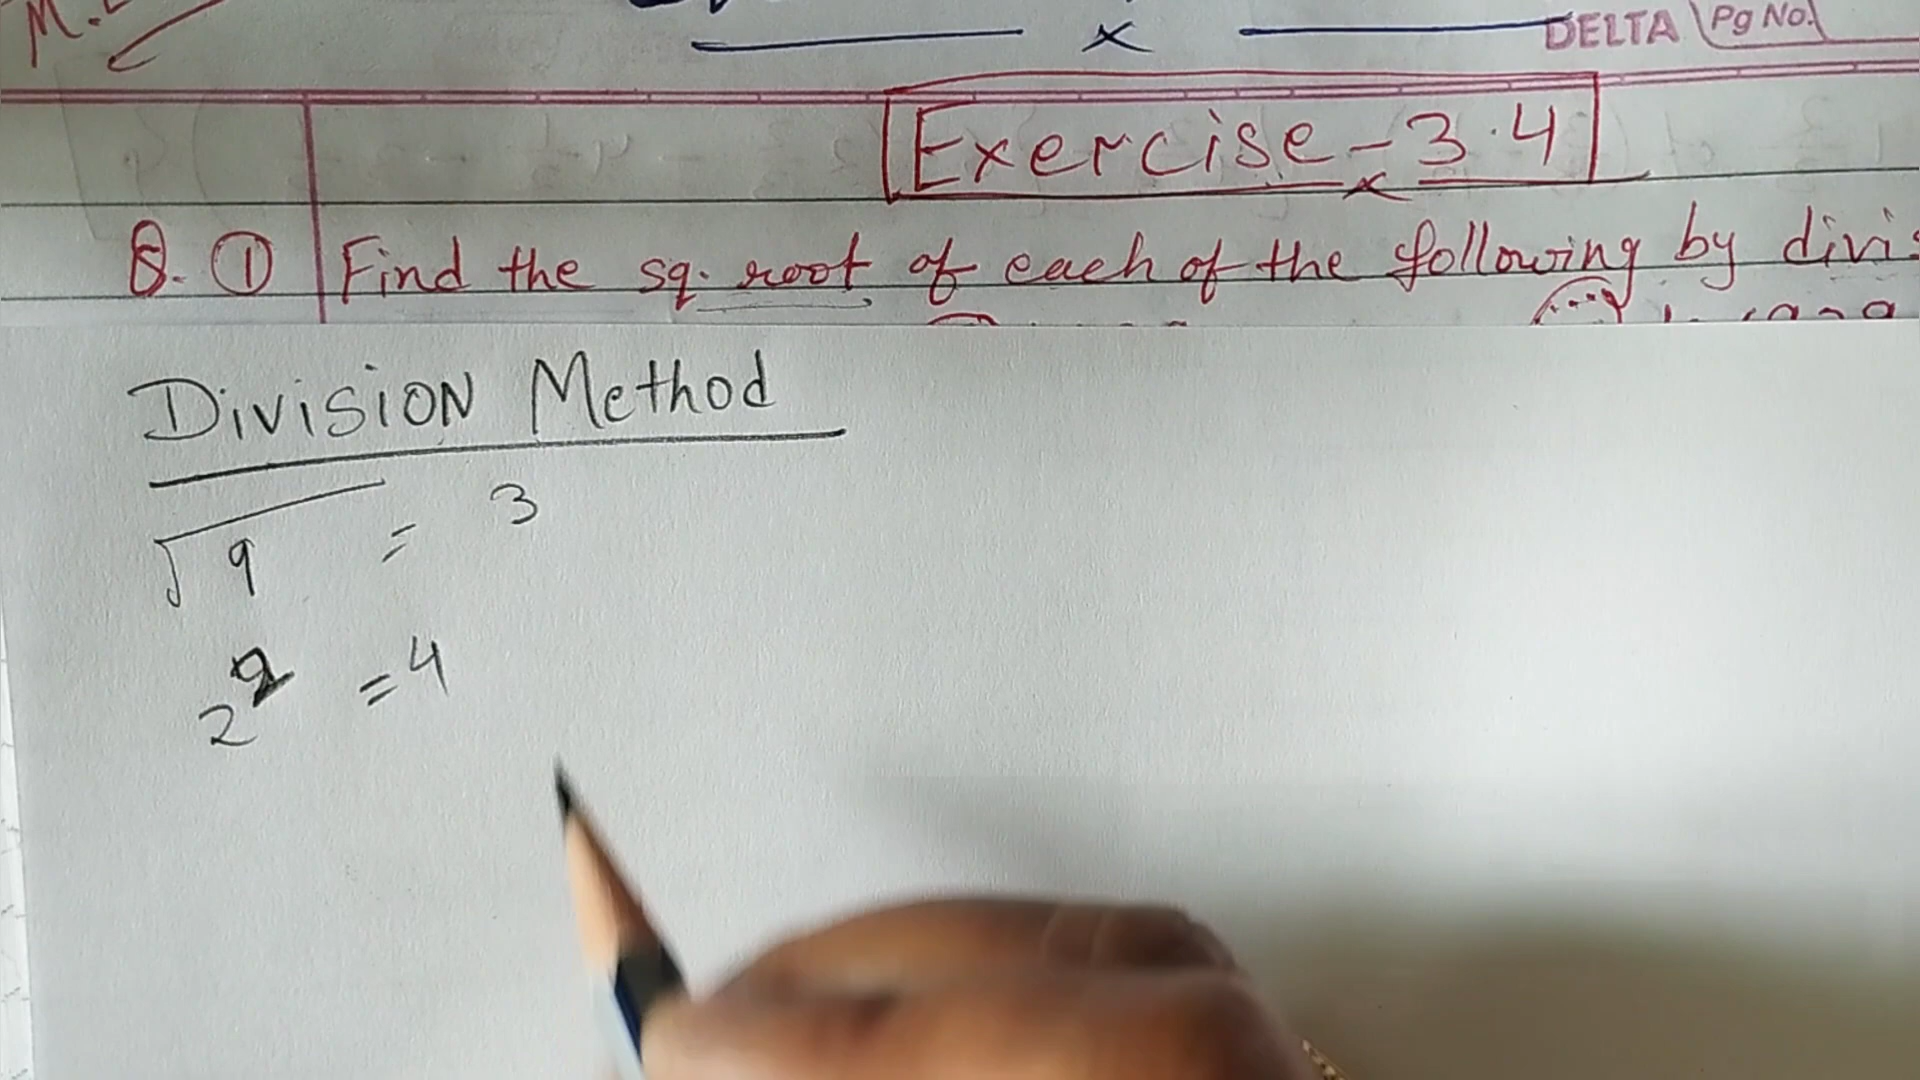 M.
x
DELTA Pg No.
Exercise-3.4
Q. ① Find the sq. root of each of the following by divis
Division Method
√9 = 3
2² = 4